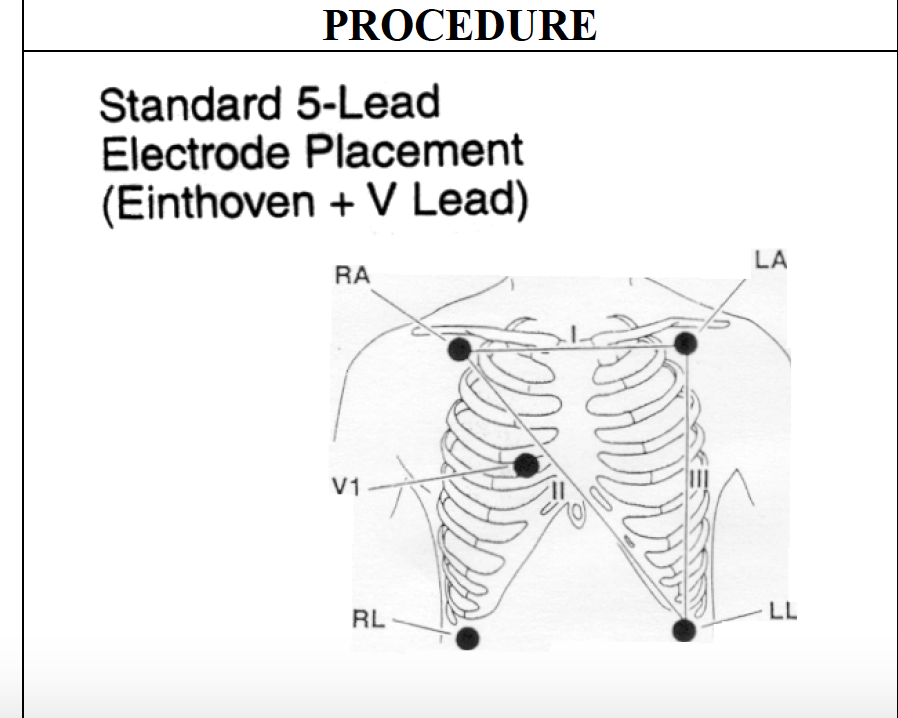 PROCEDURE
Standard 5-Lead
Electrode Placement
(Einthoven + V Lead)
LA
RA
I
V1
II
III
RL
LL